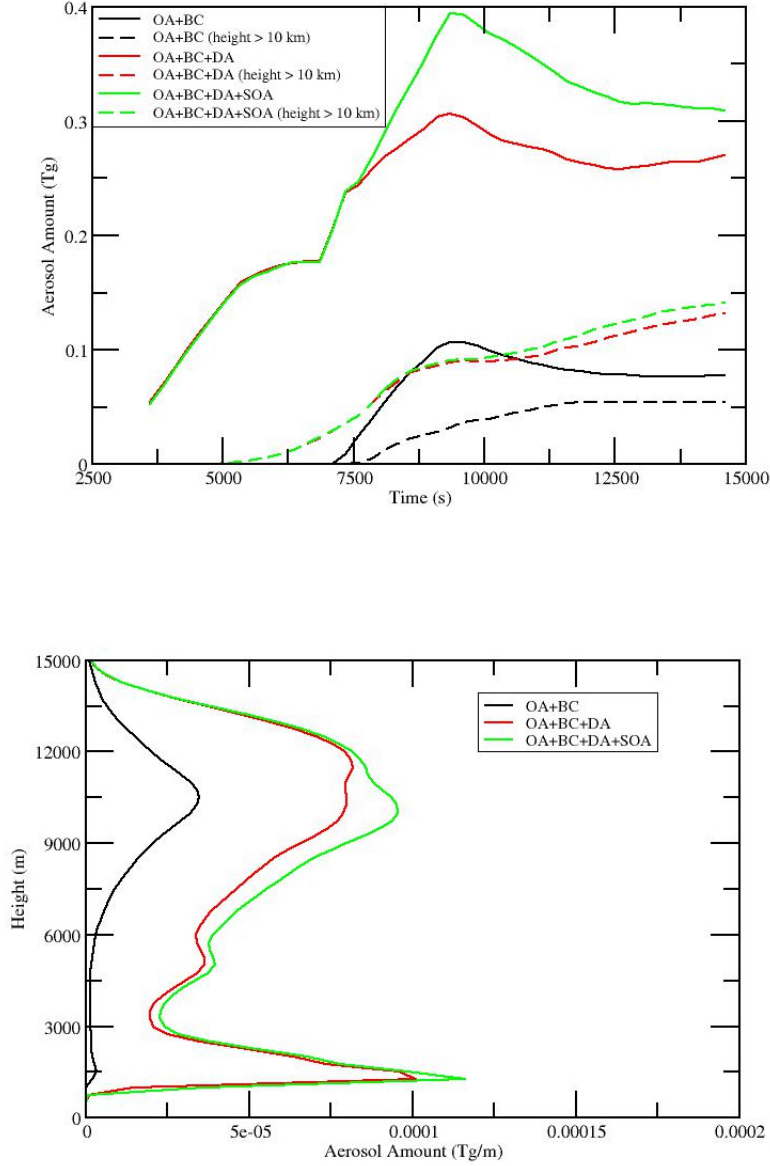 0.4
OA+BC
OA+BC (height > 10 km)
OA+BC+DA
OA+BC+DA (height > 10 km)
OA+BC+DA+SOA
OA+BC+DA+SOA (height > 10 km)
0.3
Aerosol Amount (Tg)
0.2
0.1
0
2500 5000 7500 10000 12500 15000
Time (s)
15000
OA+BC
OA+BC+DA
OA+BC+DA+SOA
12000
9000
Height (m)
6000
3000
0
0 5e-05 0.0001 0.00015 0.0002
Aerosol Amount (Tg/m)